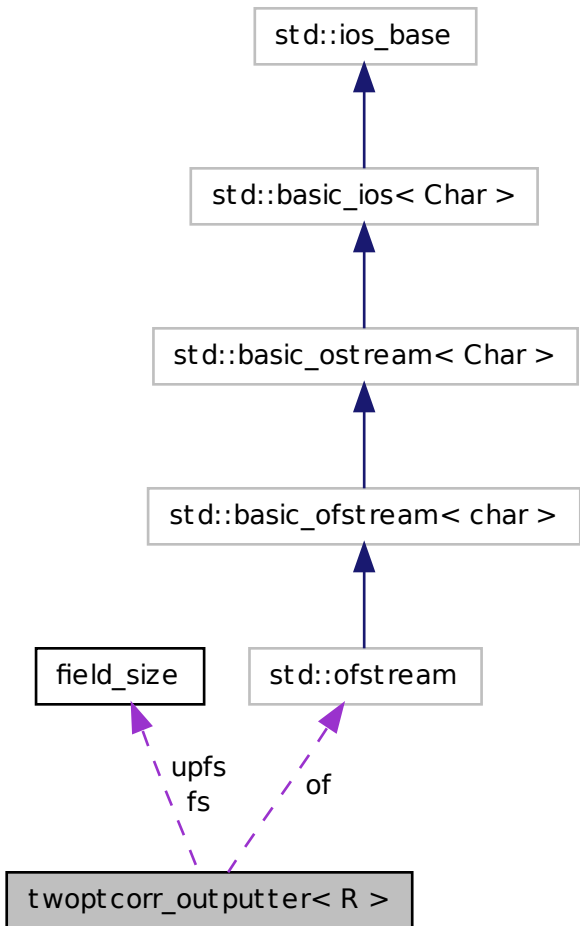 std::ios_base
std::basic_ios< Char >
std::basic_ostream< Char >
std::basic_ofstream< char >
field_size
std::ofstream
upfs
fs
of
twoptcorr_outputter< R >